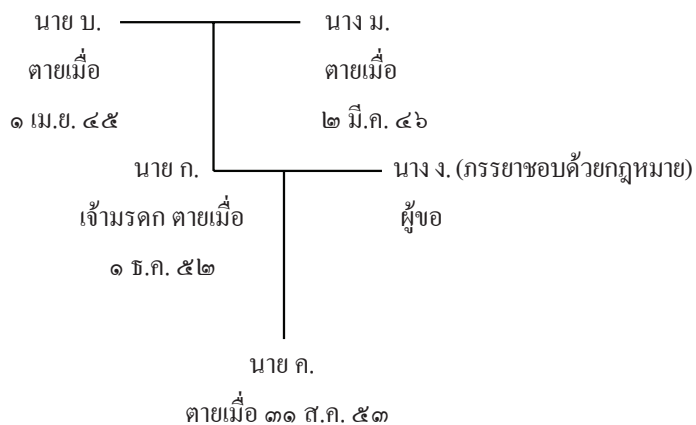 นาย บ. นาง ม.
ตายเมื่อ ตายเมื่อ
๑ เม.ย. ๔๕ ๒ มี.ค. ๔๖
นาย ก. นาง ง. (ภรรยาชอบด้วยกฎหมาย)
เจ้ามรดก ตายเมื่อ ผู้ขอ
๑ ธ.ค. ๕๒
นาย ค.
ตายเมื่อ ๓๑ ส.ค. ๕๓